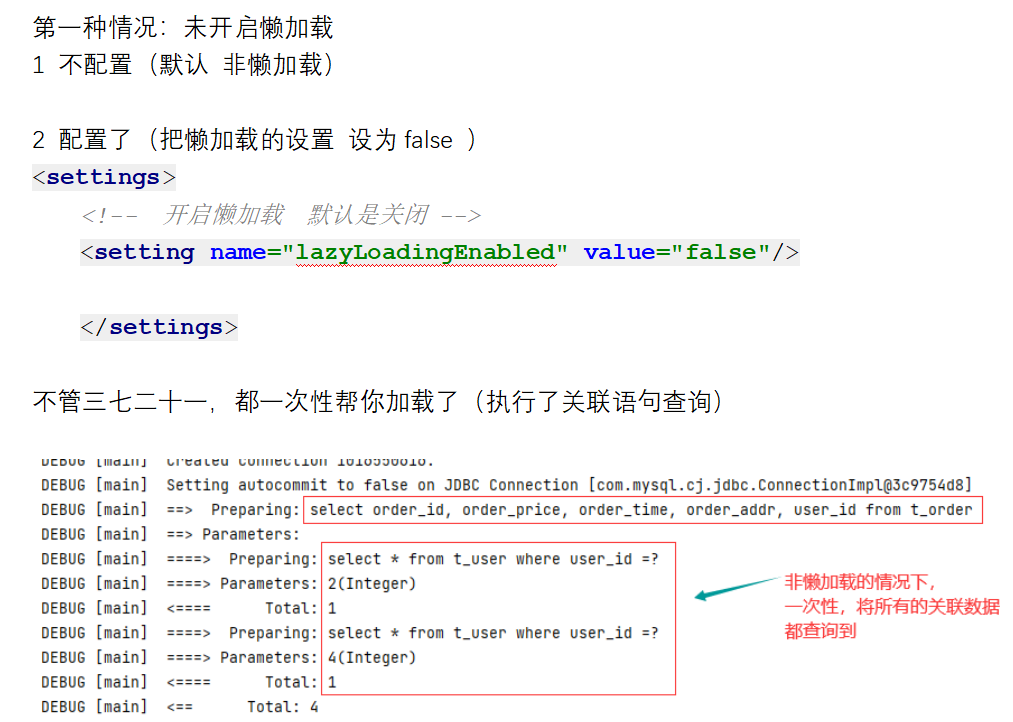 第一种情况：未开启懒加载
1 不配置（默认 非懒加载）
2 配置了（把懒加载的设置 设为 false ）
<settings>
<!-- 开启懒加载 默认是关闭 -->
<setting name="lazyLoadingEnabled" value="false"/>
</settings>
不管三七二十一，都一次性帮你加载了（执行了关联语句查询）
DEBUG [main] Created connection 1018550818.
DEBUG [main] Setting autocommit to false on JDBC Connection [com.mysql.cj.jdbc.ConnectionImpl@3c9754d8]
DEBUG [main] ==> Preparing: select order_id, order_price, order_time, order_addr, user_id from t_order
DEBUG [main] ==> Parameters:
DEBUG [main] ====> Preparing: select * from t_user where user_id =?
DEBUG [main] ====> Parameters: 2(Integer)
DEBUG [main] <==== Total: 1
DEBUG [main] ====> Preparing: select * from t_user where user_id =?
DEBUG [main] ====> Parameters: 4(Integer)
DEBUG [main] <==== Total: 1
DEBUG [main] <== Total: 4
非懒加载的情况下，
一次性，将所有的关联数据
都查询到